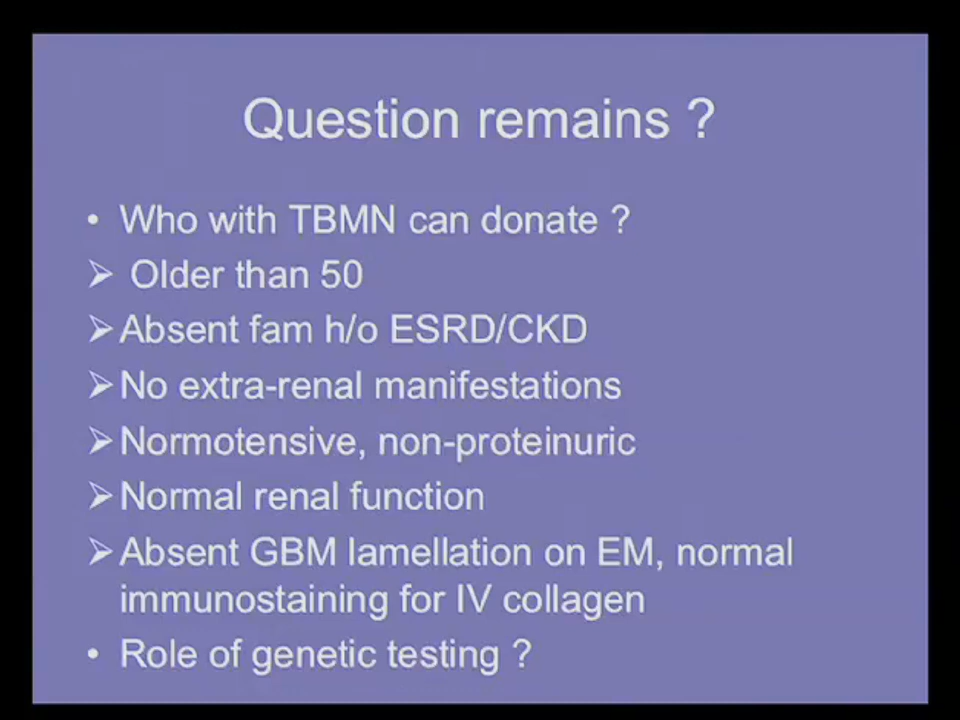 Question remains ?
• Who with TBMN can donate ?
➢ Older than 50
➢ Absent fam h/o ESRD/CKD
➢ No extra-renal manifestations
➢ Normotensive, non-proteinuric
➢ Normal renal function
➢ Absent GBM lamellation on EM, normal
immunostaining for IV collagen
• Role of genetic testing ?